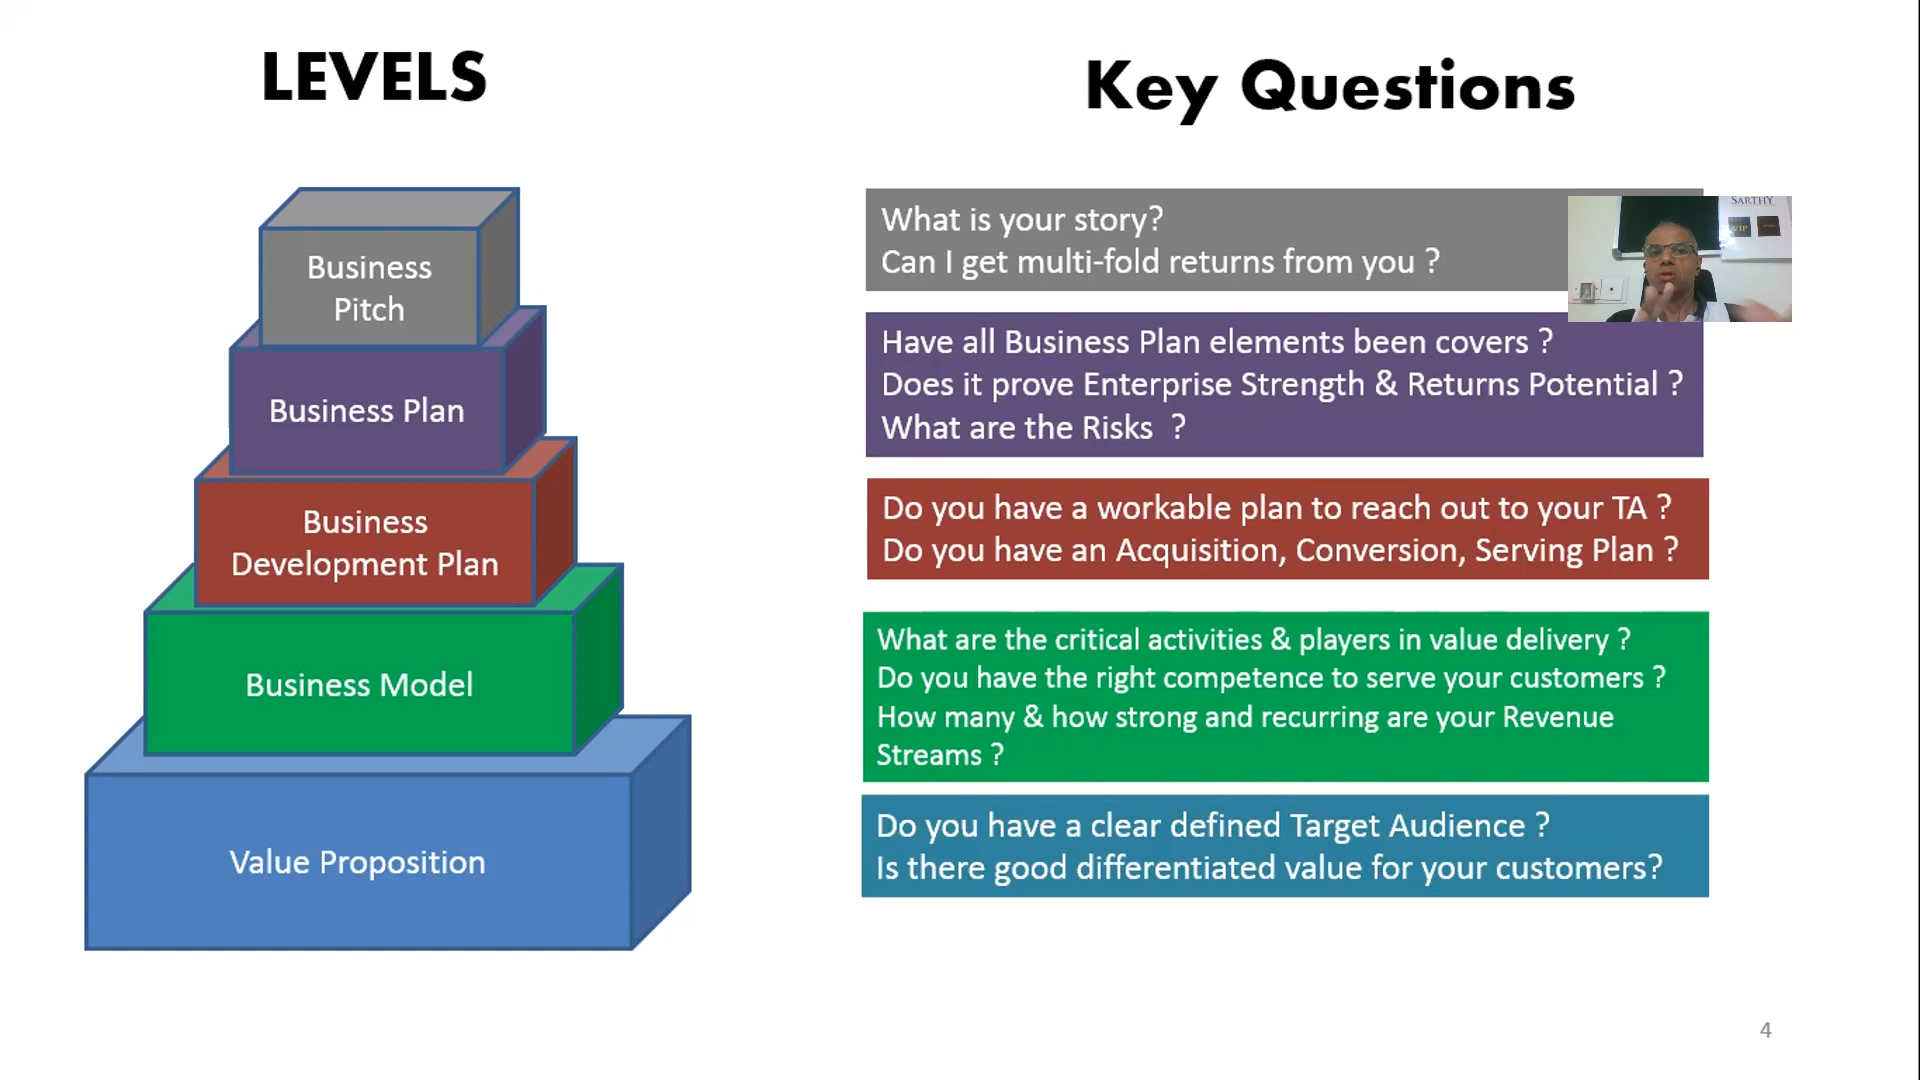 LEVELS
Key Questions
Business
Pitch
Business Plan
Business
Development Plan
Business Model
Value Proposition
What is your story?
Can I get multi-fold returns from you ?
SARTHY
VIP
Have all Business Plan elements been covers ?
Does it prove Enterprise Strength & Returns Potential ?
What are the Risks  ?
Do you have a workable plan to reach out to your TA ?
Do you have an Acquisition, Conversion, Serving Plan ?
What are the critical activities & players in value delivery ?
Do you have the right competence to serve your customers ?
How many & how strong and recurring are your Revenue
Streams ?
Do you have a clear defined Target Audience ?
Is there good differentiated value for your customers?
4